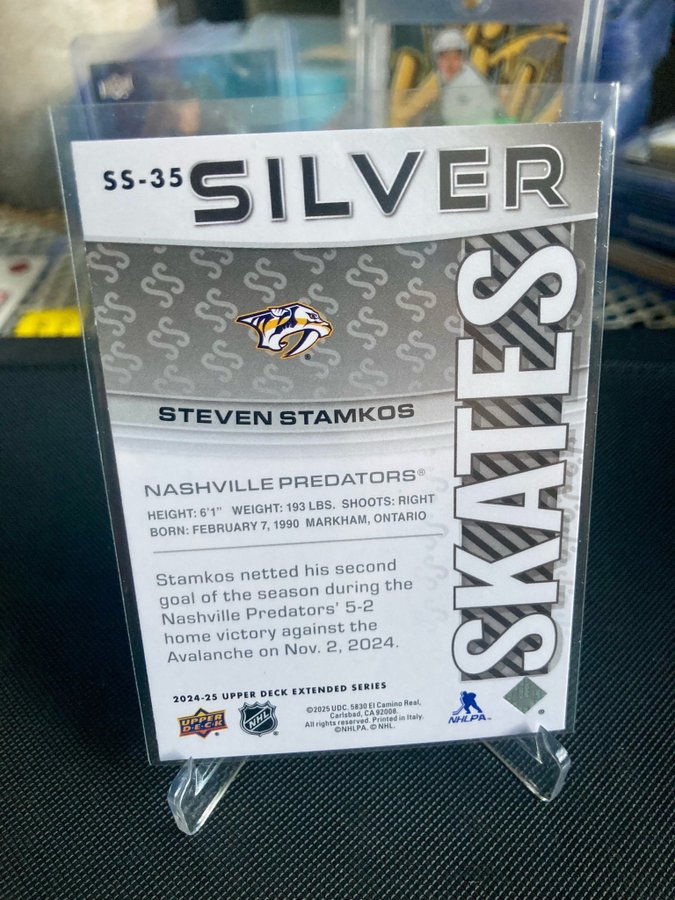 SS-35 SILVER
SKATES
STEVEN STAMKOS
NASHVILLE PREDATORS®
HEIGHT: 6'1" WEIGHT: 193 LBS. SHOOTS: RIGHT
BORN: FEBRUARY 7, 1990 MARKHAM, ONTARIO
Stamkos netted his second
goal of the season during the
Nashville Predators' 5-2
home victory against the
Avalanche on Nov. 2, 2024.
2024-25 UPPER DECK EXTENDED SERIES
UPPER
DECK
NHL
©2025 UDC. 5830 El Camino Real,
Carlsbad, CA 92008.
All rights reserved. Printed in Italy.
©NHLPA. © NHL.
NHLPA